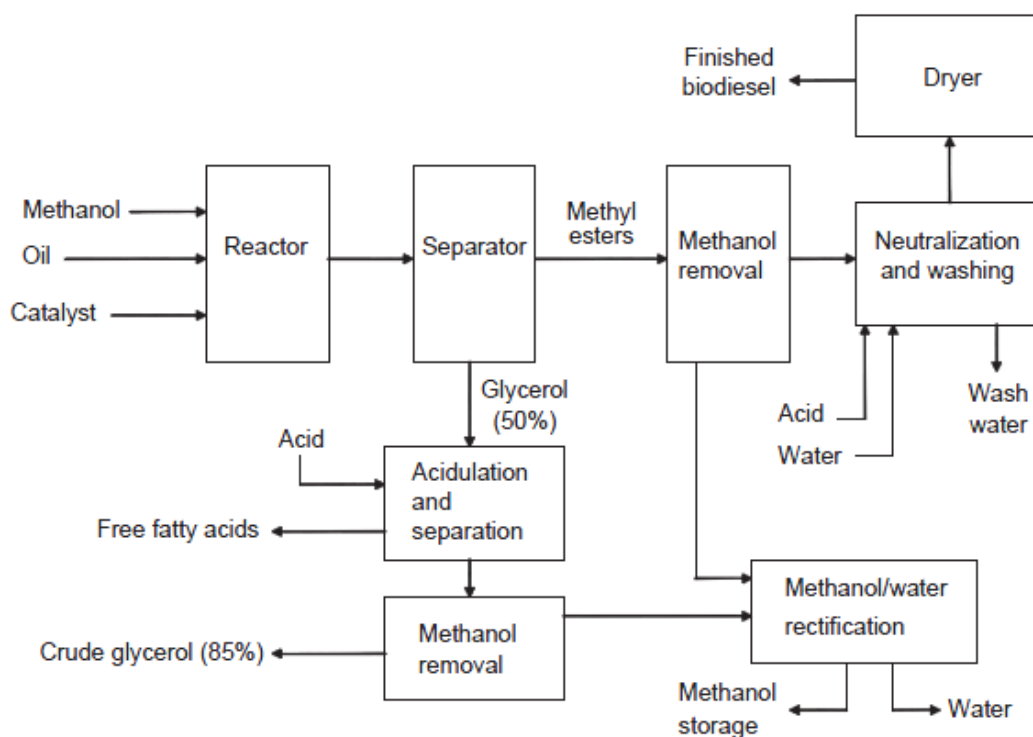 Finished
biodiesel
Dryer
Methanol
Oil
Catalyst
Reactor
Separator
Methyl
esters
Methanol
removal
Neutralization
and washing
Glycerol
(50%)
Acid
Water
Wash
water
Acid
Free fatty acids
Acidulation
and
separation
Crude glycerol (85%)
Methanol
removal
Methanol/water
rectification
Methanol
storage
Water